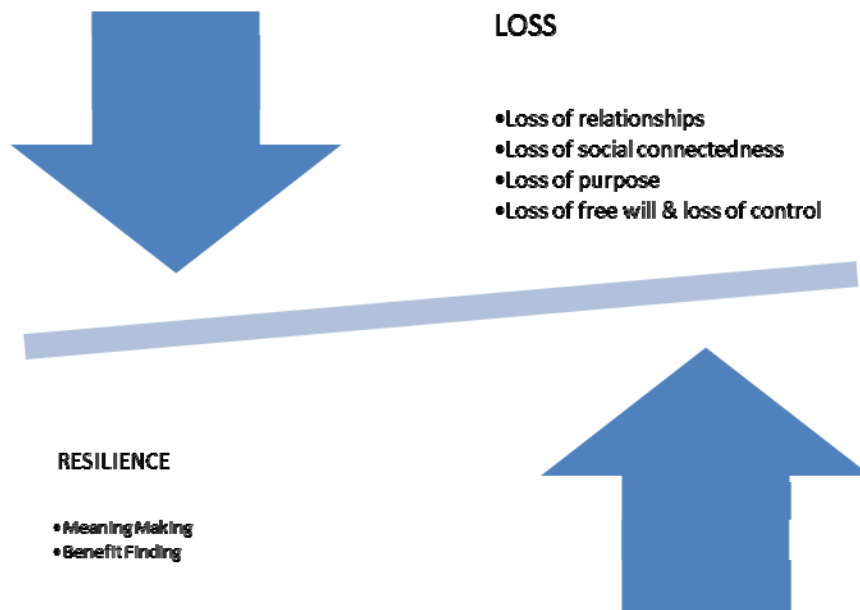 LOSS
•Loss of relationships
•Loss of social connectedness
•Loss of purpose
•Loss of free will & loss of control
RESILIENCE
•Meaning Making
•Benefit Finding